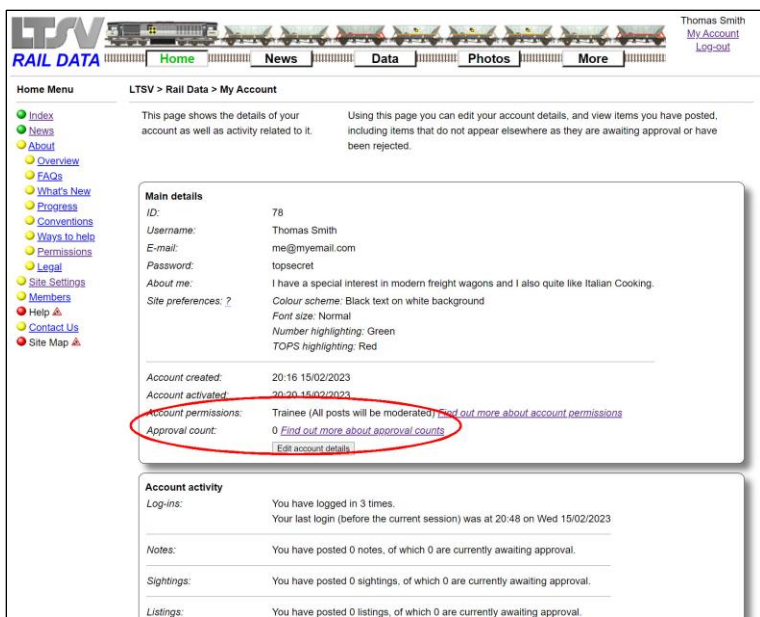 LTSV
RAIL DATA
Home
News
Data
Photos
More
Thomas Smith
My Account
Log-out
Home Menu
Index
News
About
Overview
FAQs
What's New
Progress
Conventions
Ways to help
Permissions
Legal
Site Settings
Members
Help
Contact Us
Site Map
LTSV > Rail Data > My Account
This page shows the details of your
account as well as activity related to it.
Using this page you can edit your account details, and view items you have posted,
including items that do not appear elsewhere as they are awaiting approval or have
been rejected.
Main details
ID: 78
Username: Thomas Smith
E-mail: me@myemail.com
Password: topsecret
About me: I have a special interest in modern freight wagons and I also quite like Italian Cooking.
Site preferences: ? Colour scheme: Black text on white background
Font size: Normal
Number highlighting: Green
TOPS highlighting: Red
Account created: 20:16 15/02/2023
Account activated: 20:20 15/02/2023
Account permissions: Trainee (All posts will be moderated) Find out more about account permissions
Approval count: 0 Find out more about approval counts
Edit account details
Account activity
Log-ins: You have logged in 3 times.
Your last login (before the current session) was at 20:48 on Wed 15/02/2023
Notes: You have posted 0 notes, of which 0 are currently awaiting approval.
Sightings: You have posted 0 sightings, of which 0 are currently awaiting approval.
Listings: You have posted 0 listings, of which 0 are currently awaiting approval.